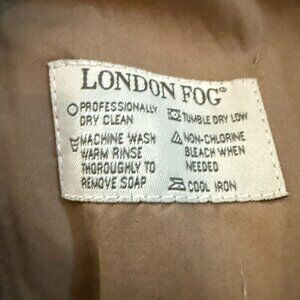 LONDON FOG®
PROFESSIONALLY
DRY CLEAN
MACHINE WASH
WARM RINSE
THOROUGHLY TO
REMOVE SOAP
TUMBLE DRY LOW
NON-CHLORINE
BLEACH WHEN
NEEDED
COOL IRON